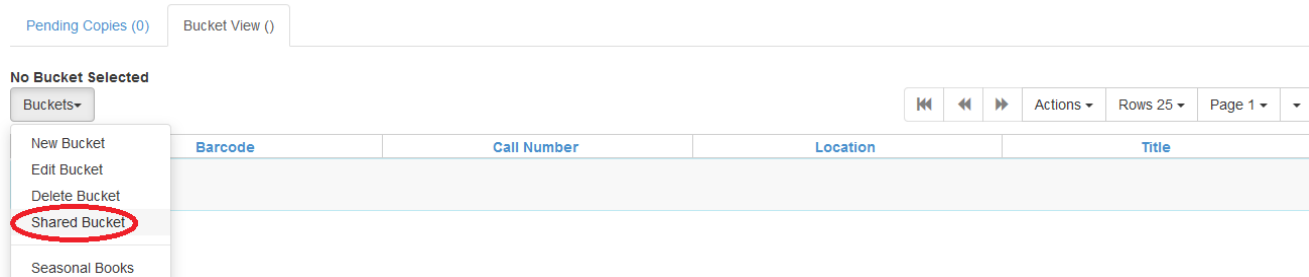 Pending Copies (0) Bucket View ()
No Bucket Selected
Buckets Actions Rows 25 Page 1
New Bucket
Barcode Call Number Location Title
Edit Bucket
Delete Bucket
Shared Bucket
Seasonal Books